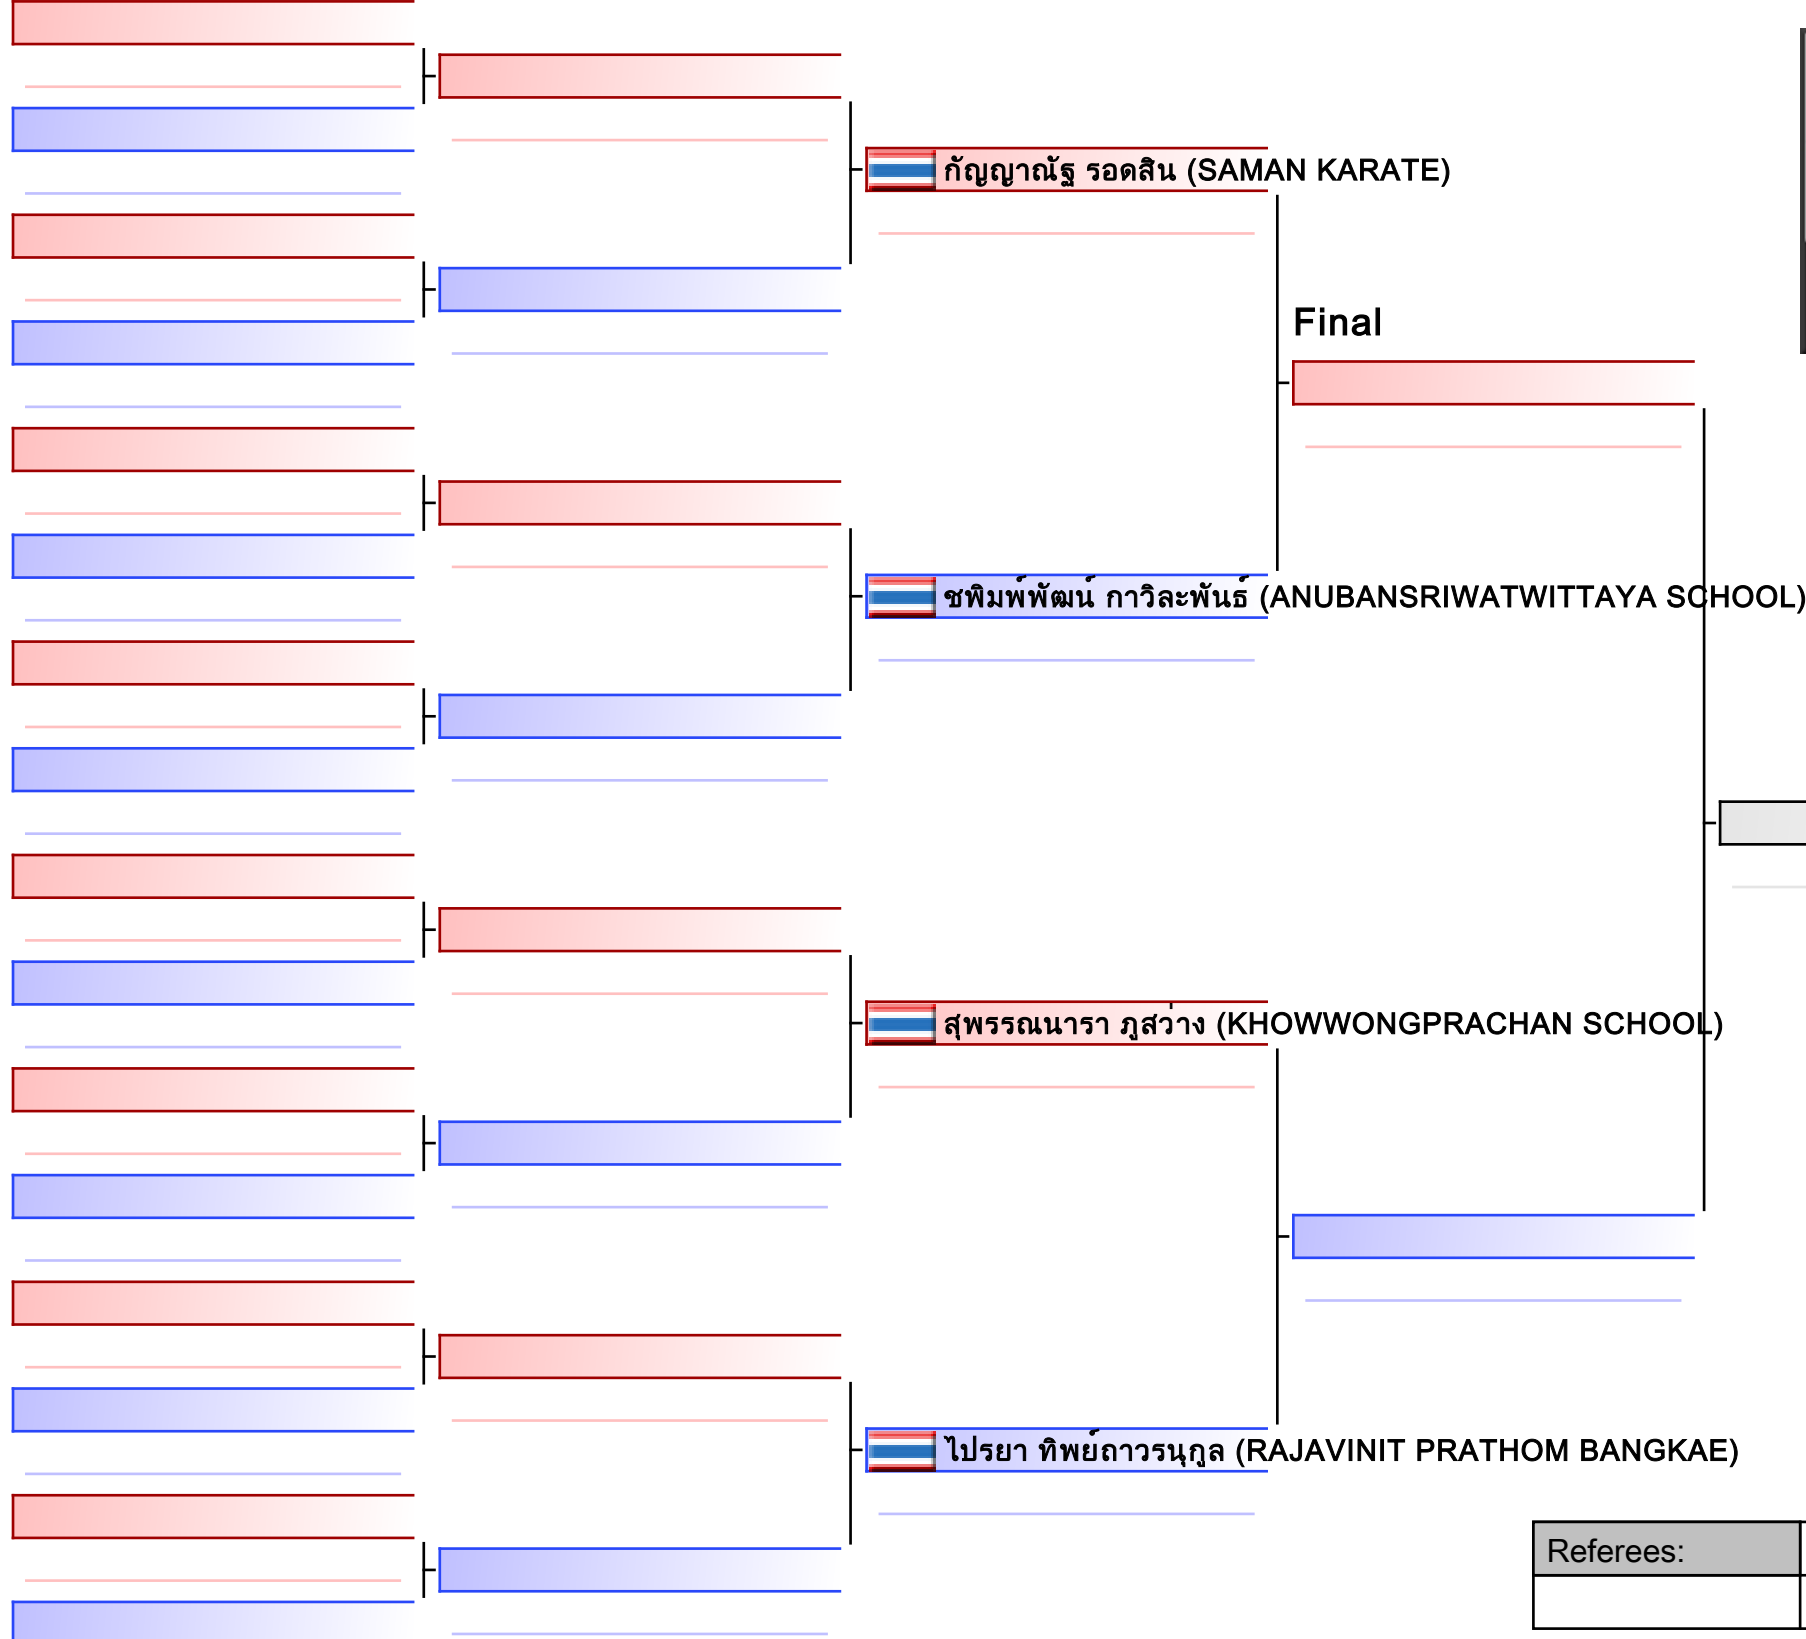 กัญญาณัฐ รอดสิน (SAMAN KARATE)
Final
ชพิมพ์พัฒน์ กาวิละพันธ์ (ANUBANSRIWATWITTAYA SCHOOL)
สุพรรณนารา ภูสว่าง (KHOWWONGPRACHAN SCHOOL)
ไปรยา ทิพย์ถาวรนุกูล (RAJAVINIT PRATHOM BANGKAE)
Referees: